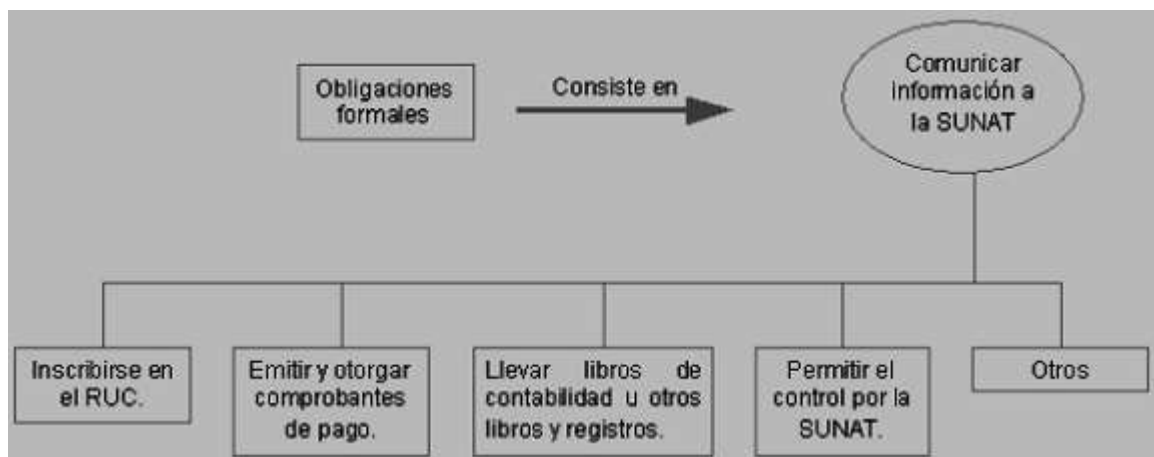 Obligaciones
formales
Consiste en
Comunicar
información a
la SUNAT
Inscribirse en
el RUC.
Emitir y otorgar
comprobantes
de pago.
Llevar libros de
contabilidad u otros
libros y registros.
Permitir el
control por la
SUNAT.
Otros